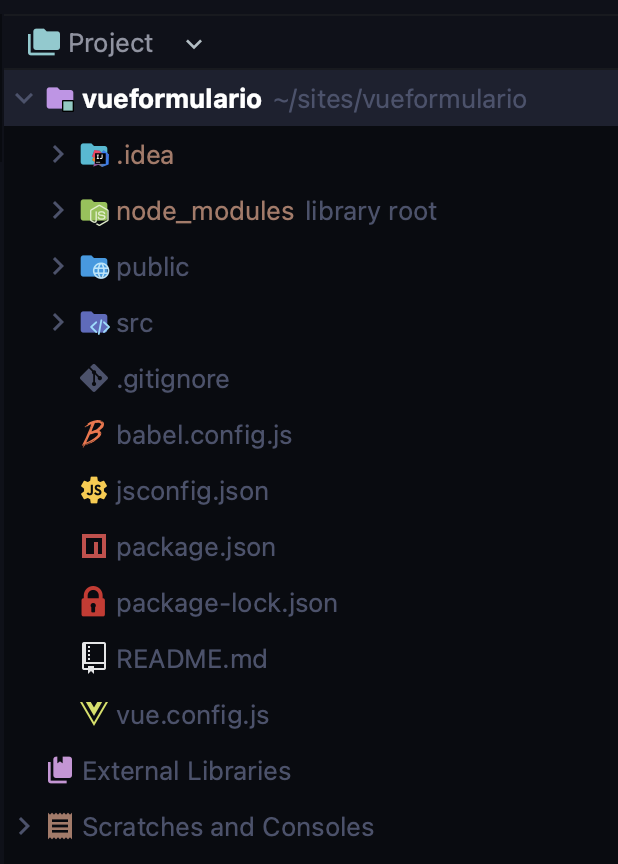 Project
vueformulario ~/sites/vueformulario
.idea
node_modules library root
public
src
.gitignore
babel.config.js
jsconfig.json
package.json
package-lock.json
README.md
vue.config.js
External Libraries
Scratches and Consoles